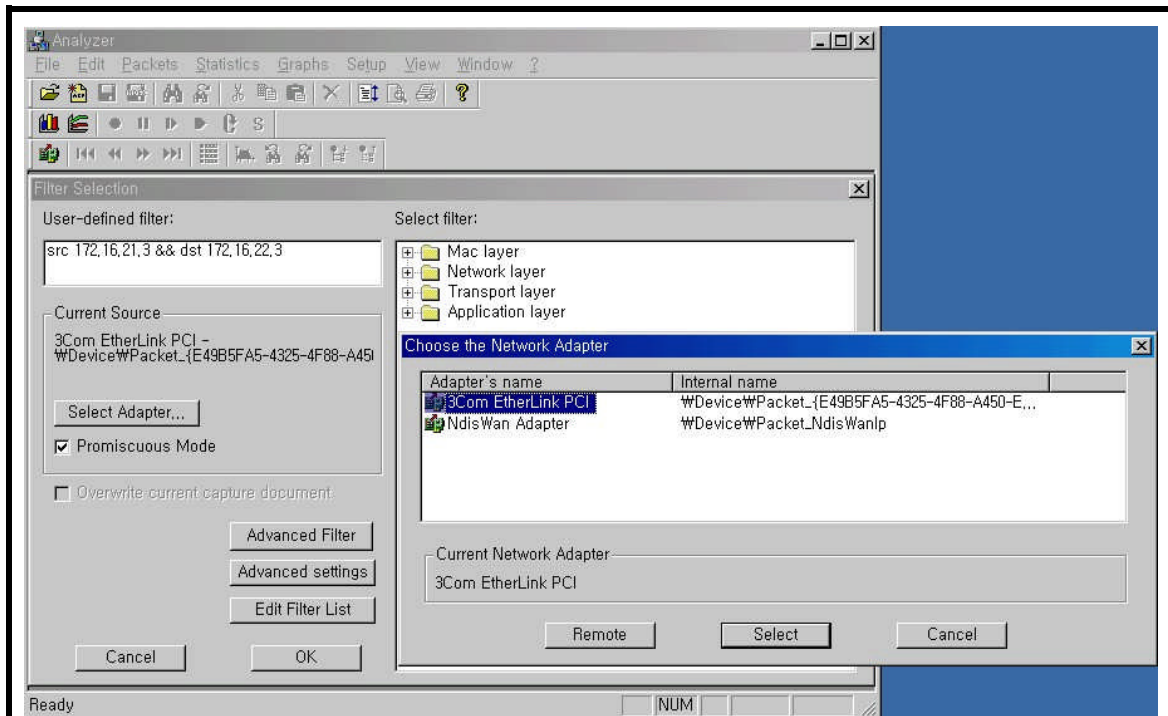 Analyzer
File Edit Packets Statistics Graphs Setup View Window ?
S
Filter Selection
User-defined filter:
Select filter:
src 172,16,21,3 && dst 172,16,22,3
Mac layer
Network layer
Transport layer
Application layer
Current Source
3Com EtherLink PCI -
₩Device₩Packet_{E49B5FA5-4325-4F88-A45(
Select Adapter,,,
Promiscuous Mode
Overwrite current capture document
Advanced Filter
Advanced settings
Edit Filter List
Cancel OK
Choose the Network Adapter
Adapter's name Internal name
3Com EtherLink PCI ₩Device₩Packet_{E49B5FA5-4325-4F88-A450-E,,,
NdisWan Adapter ₩Device₩Packet_NdisWanIp
Current Network Adapter
3Com EtherLink PCI
Remote Select Cancel
Ready NUM